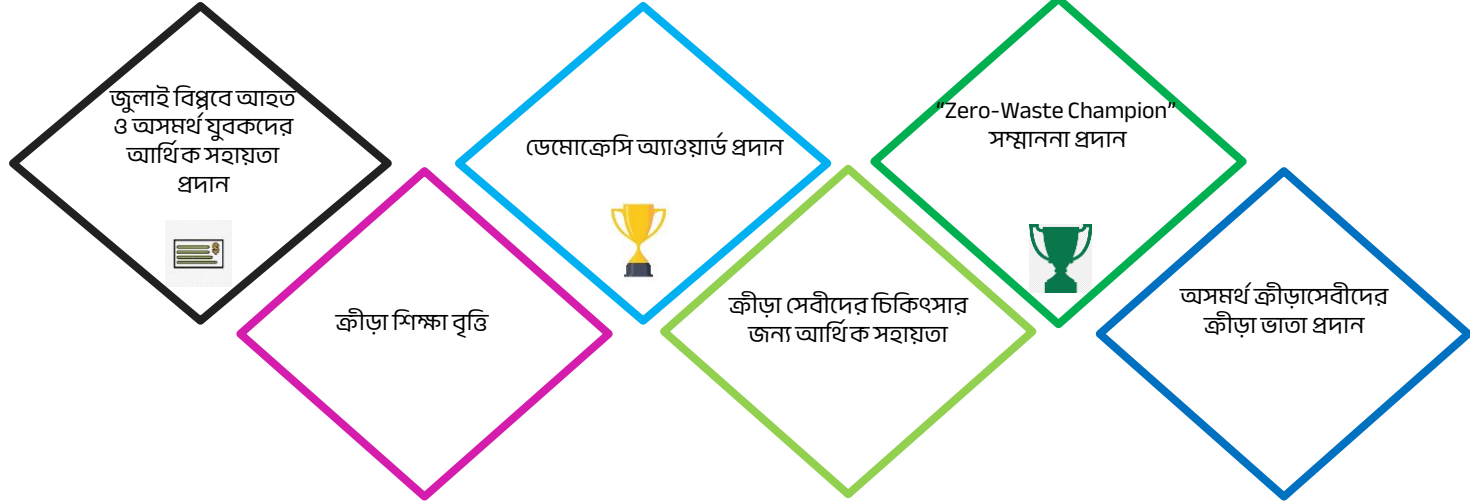 জুলাই বিপ্লবে আহত
ও অসমর্থ যুবকদের
আর্থিক সহায়তা
প্রদান
ক্রীড়া শিক্ষা বৃত্তি
ডেমোক্রেসি অ্যাওয়ার্ড প্রদান
ক্রীড়া সেবীদের চিকিৎসার
জন্য আর্থিক সহায়তা
“Zero-Waste Champion”
সম্মাননা প্রদান
অসমর্থ ক্রীড়াসেবীদের
ক্রীড়া ভাতা প্রদান